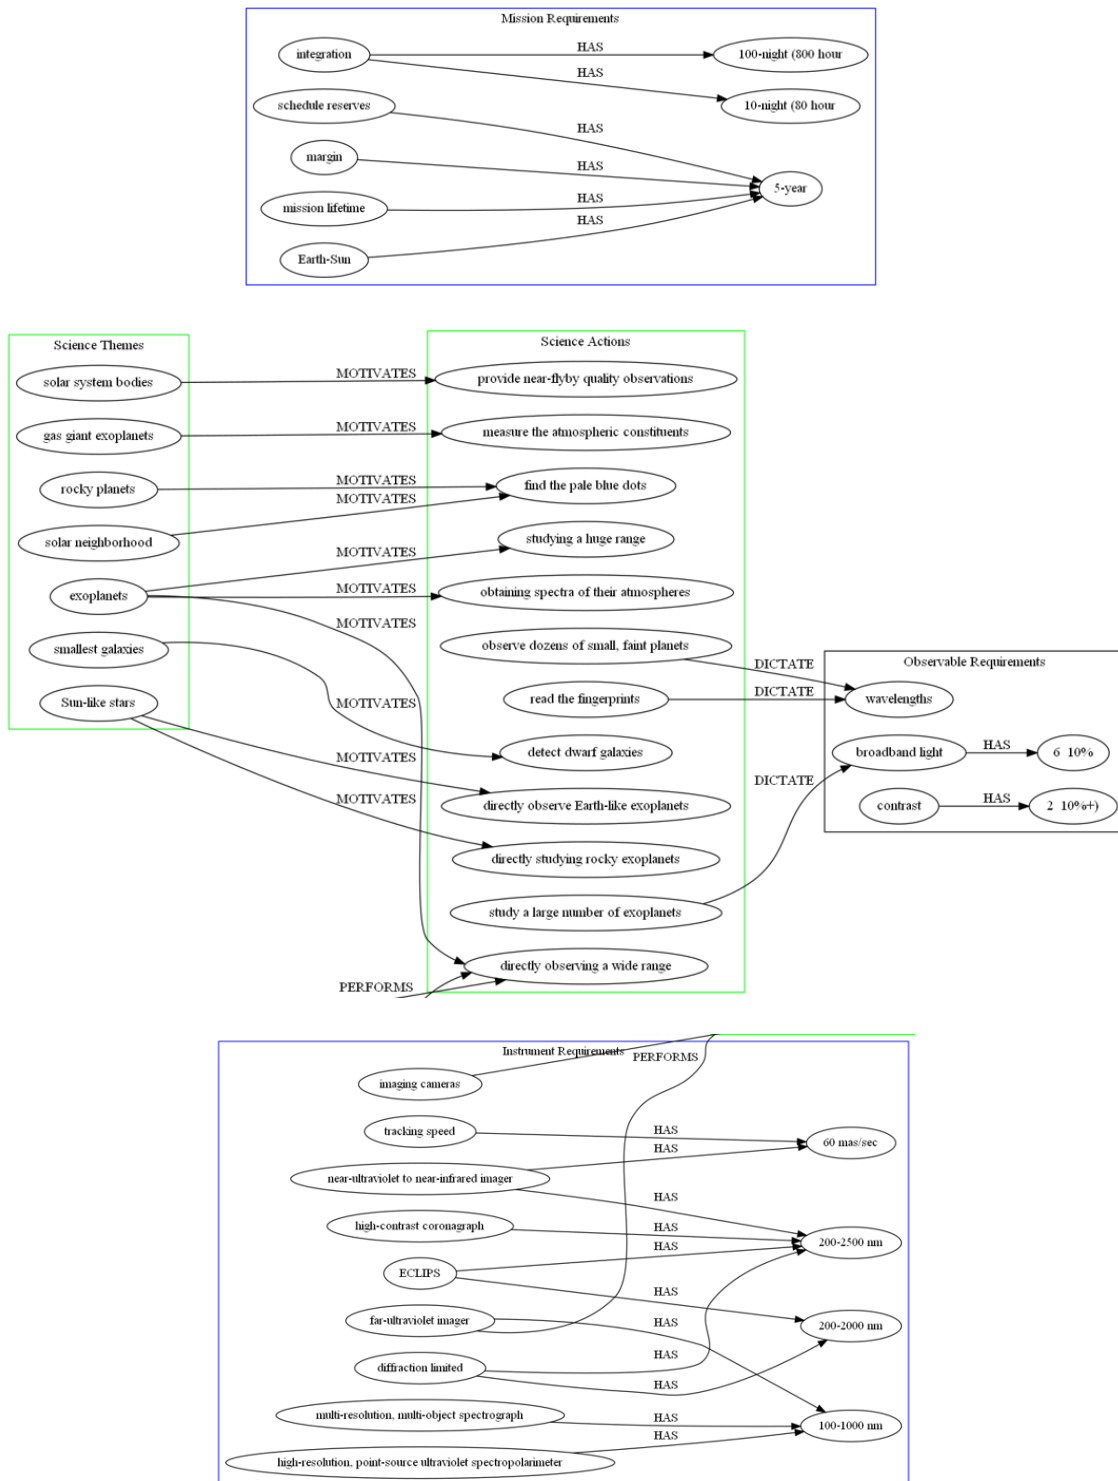 Mission Requirements
integration
HAS
100-night (800 hour
HAS
10-night (80 hour
schedule reserves
HAS
margin
HAS
5-year
mission lifetime
HAS
HAS
Earth-Sun
Science Themes
Science Actions
solar system bodies
MOTIVATES
provide near-flyby quality observations
gas giant exoplanets
MOTIVATES
measure the atmospheric constituents
rocky planets
MOTIVATES
find the pale blue dots
MOTIVATES
solar neighborhood
studying a huge range
MOTIVATES
exoplanets
MOTIVATES
obtaining spectra of their atmospheres
MOTIVATES
smallest galaxies
observe dozens of small, faint planets
DICTATE
Observable Requirements
Sun-like stars
MOTIVATES
read the fingerprints
DICTATE
wavelengths
MOTIVATES
detect dwarf galaxies
broadband light
HAS
6 10%
DICTATE
MOTIVATES
directly observe Earth-like exoplanets
contrast
HAS
2 10%+)
directly studying rocky exoplanets
study a large number of exoplanets
directly observing a wide range
PERFORMS
Instrument Requirements
PERFORMS
imaging cameras
tracking speed
HAS
60 mas/sec
HAS
near-ultraviolet to near-infrared imager
HAS
high-contrast coronagraph
HAS
200-2500 nm
HAS
ECLIPS
HAS
far-ultraviolet imager
HAS
200-2000 nm
HAS
diffraction limited
HAS
multi-resolution, multi-object spectrograph
HAS
100-1000 nm
HAS
high-resolution, point-source ultraviolet spectropolarimeter